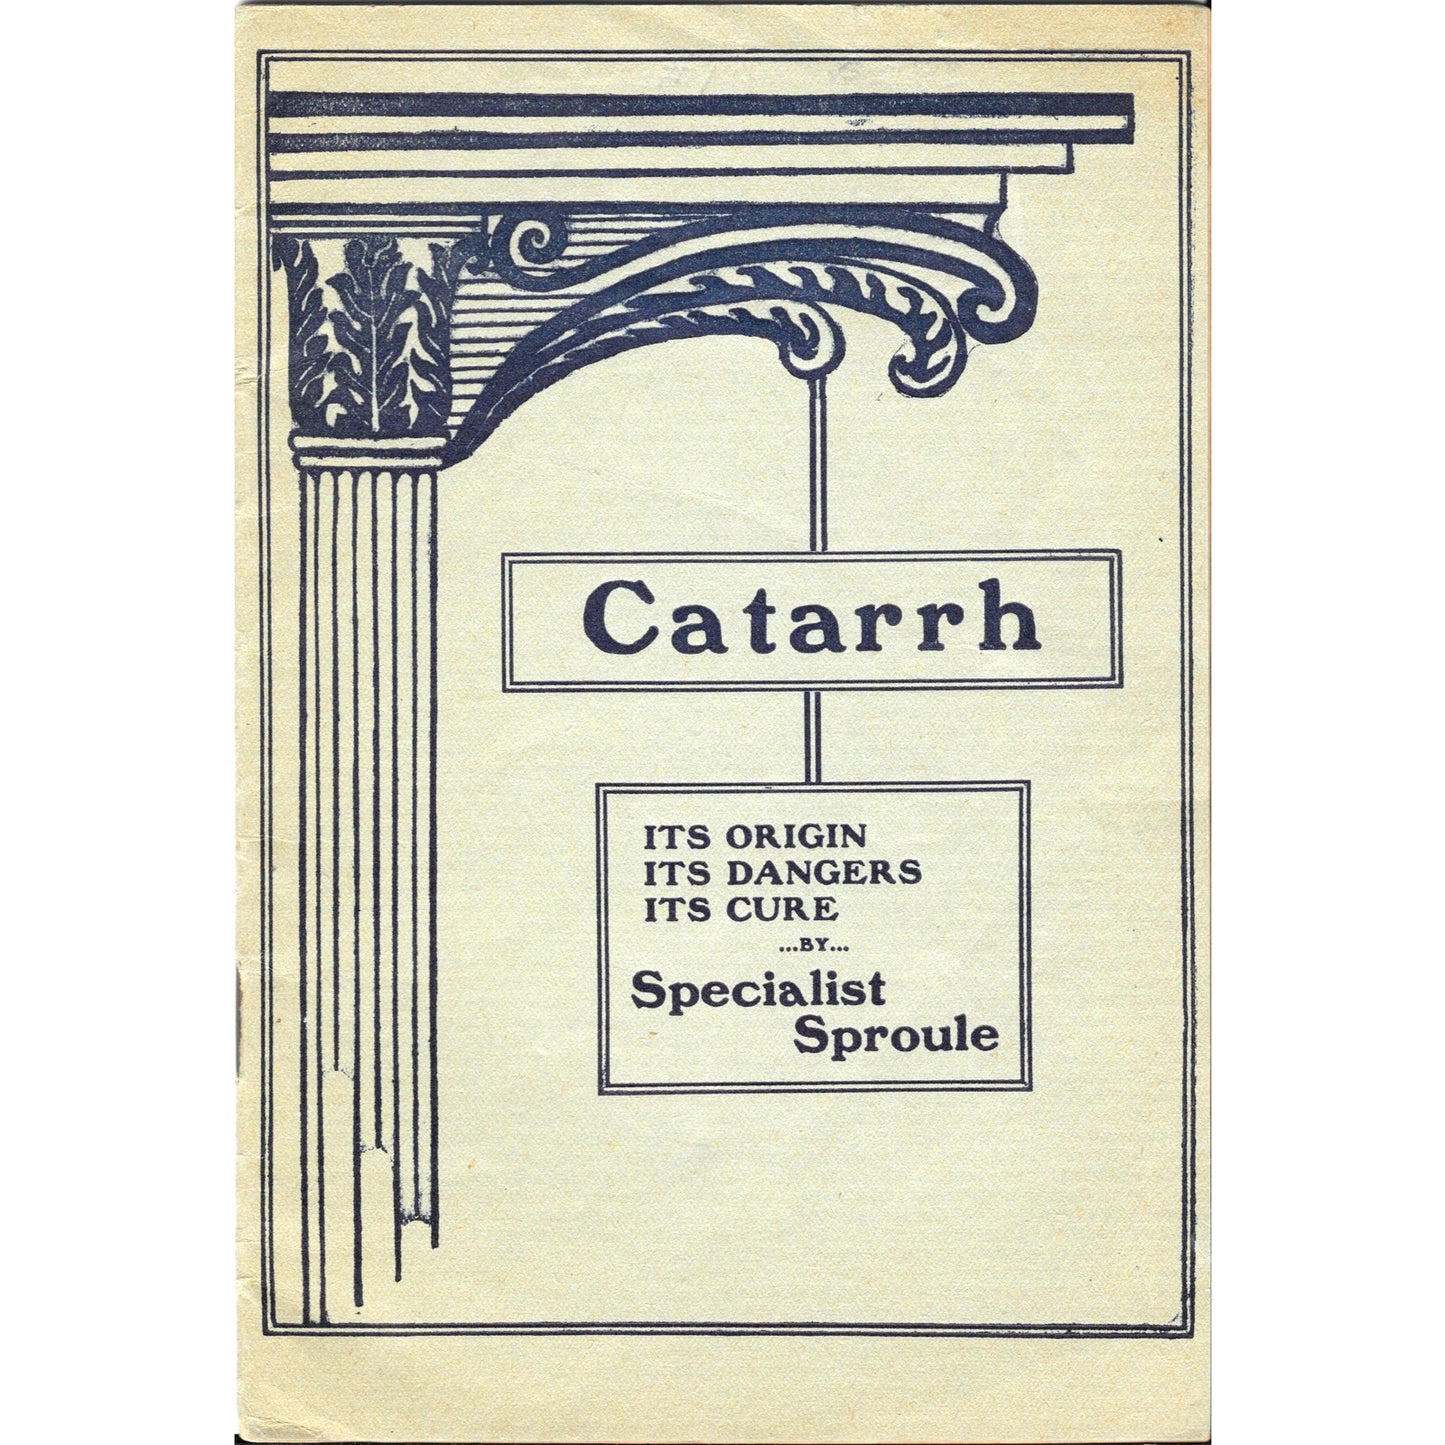 Catarrh
ITS ORIGIN
ITS DANGERS
ITS CURE
...BY...
Specialist
Sproule